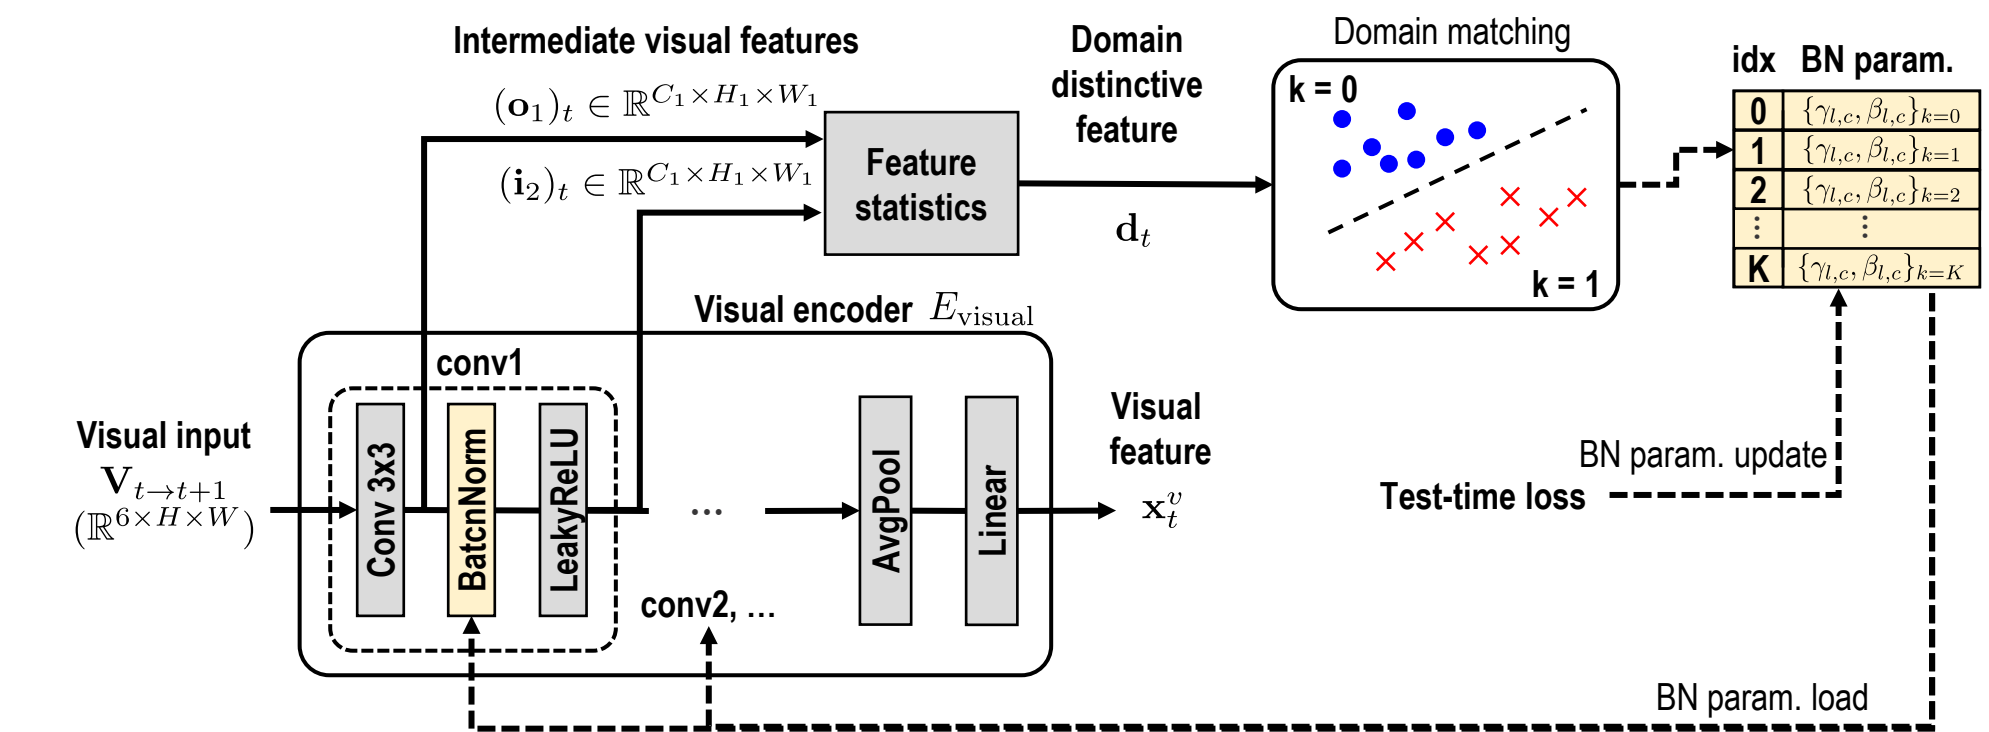 Intermediate visual features
(o₁)ₜ ∈ ℝ^{C₁×H₁×W₁}
(i₂)ₜ ∈ ℝ^{C₁×H₁×W₁}
Feature
statistics
Domain
distinctive
feature
dₜ
Domain matching
k = 0
k = 1
idx BN param.
0 {γ_{l,c}, β_{l,c}}_{k=0}
1 {γ_{l,c}, β_{l,c}}_{k=1}
2 {γ_{l,c}, β_{l,c}}_{k=2}
⋮ ⋮
K {γ_{l,c}, β_{l,c}}_{k=K}
Visual encoder E_{visual}
conv1
Visual input
V_{t→t+1}
(ℝ^{6×H×W})
Conv 3x3
BatcnNorm
LeakyReLU
...
conv2, ...
AvgPool
Linear
Visual
feature
x_t^v
BN param. update
Test-time loss
BN param. load